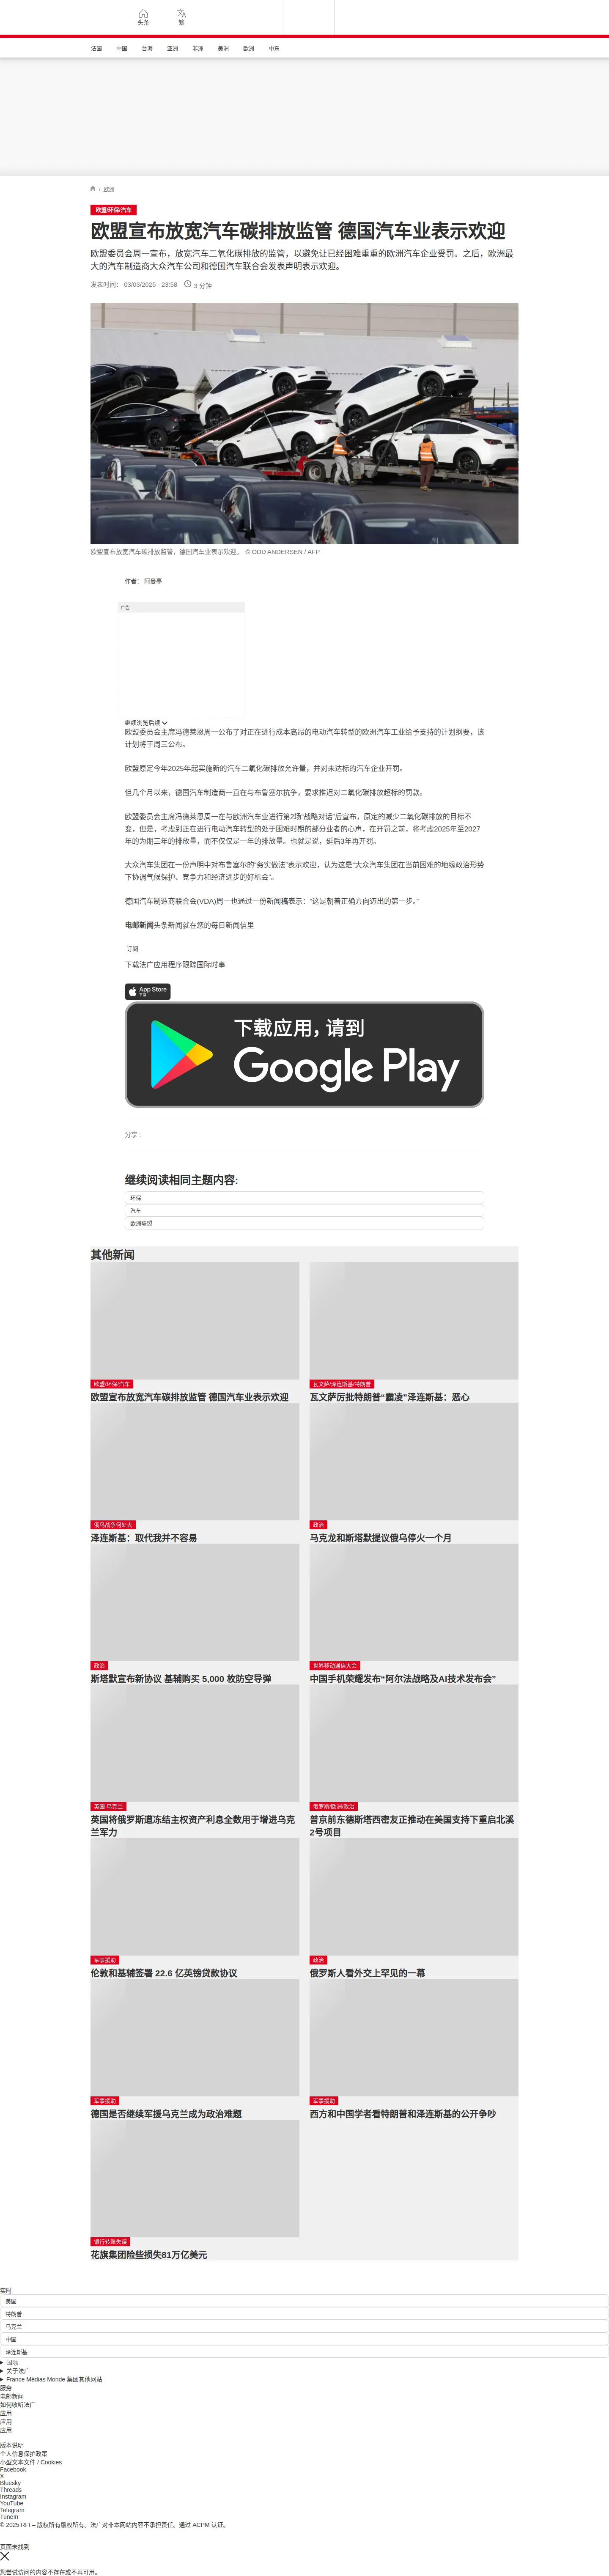 头条
繁
法国 中国 台海 亚洲 非洲 美洲 欧洲 中东
/ 欧洲
欧盟/环保/汽车
欧盟宣布放宽汽车碳排放监管 德国汽车业表示欢迎
欧盟委员会周一宣布，放宽汽车二氧化碳排放的监管，以避免让已经困难重重的欧洲汽车企业受罚。之后，欧洲最
大的汽车制造商大众汽车公司和德国汽车联合会发表声明表示欢迎。
发表时间： 03/03/2025 - 23:58 3 分钟
欧盟宣布放宽汽车碳排放监管，德国汽车业表示欢迎。 © ODD ANDERSEN / AFP
作者： 阿曼亭
广告
继续浏览后续
欧盟委员会主席冯德莱恩周一公布了对正在进行成本高昂的电动汽车转型的欧洲汽车工业给予支持的计划纲要，该
计划将于周三公布。
欧盟原定今年2025年起实施新的汽车二氧化碳排放允许量，并对未达标的汽车企业开罚。
但几个月以来，德国汽车制造商一直在与布鲁塞尔抗争，要求推迟对二氧化碳排放超标的罚款。
欧盟委员会主席冯德莱恩周一在与欧洲汽车业进行第2场“战略对话”后宣布，原定的减少二氧化碳排放的目标不
变，但是，考虑到正在进行电动汽车转型的处于困难时期的部分业者的心声，在开罚之前，将考虑2025年至2027
年的为期三年的排放量，而不仅仅是一年的排放量。也就是说，延后3年再开罚。
大众汽车集团在一份声明中对布鲁塞尔的“务实做法”表示欢迎，认为这是“大众汽车集团在当前困难的地缘政治形势
下协调气候保护、竞争力和经济进步的好机会”。
德国汽车制造商联合会(VDA)周一也通过一份新闻稿表示：“这是朝着正确方向迈出的第一步。”
电邮新闻头条新闻就在您的每日新闻信里
订阅
下载法广应用程序跟踪国际时事
App Store
下载
下载应用，请到
Google Play
分享 :
继续阅读相同主题内容:
环保
汽车
欧洲联盟
其他新闻
欧盟/环保/汽车
欧盟宣布放宽汽车碳排放监管 德国汽车业表示欢迎
瓦文萨/泽连斯基/特朗普
瓦文萨厉批特朗普“霸凌”泽连斯基：恶心
俄乌战争何处去
泽连斯基：取代我并不容易
政治
马克龙和斯塔默提议俄乌停火一个月
政治
斯塔默宣布新协议 基辅购买 5,000 枚防空导弹
世界移动通信大会
中国手机荣耀发布“阿尔法战略及AI技术发布会”
英国 乌克兰
英国将俄罗斯遭冻结主权资产利息全数用于增进乌克
兰军力
俄罗斯/欧洲/政治
普京前东德斯塔西密友正推动在美国支持下重启北溪
2号项目
军事援助
伦敦和基辅签署 22.6 亿英镑贷款协议
政治
俄罗斯人看外交上罕见的一幕
军事援助
德国是否继续军援乌克兰成为政治难题
军事援助
西方和中国学者看特朗普和泽连斯基的公开争吵
银行转账失误
花旗集团险些损失81万亿美元
实时
美国
特朗普
乌克兰
中国
泽连斯基
国际
关于法广
France Médias Monde 集团其他网站
服务
电邮新闻
如何收听法广
应用
应用
应用
版本说明
个人信息保护政策
小型文本文件 / Cookies
Facebook
X
Bluesky
Threads
Instagram
YouTube
Telegram
TuneIn
© 2025 RFI – 版权所有版权所有。法广对非本网站内容不承担责任。通过 ACPM 认证。
页面未找到
您尝试访问的内容不存在或不再可用。